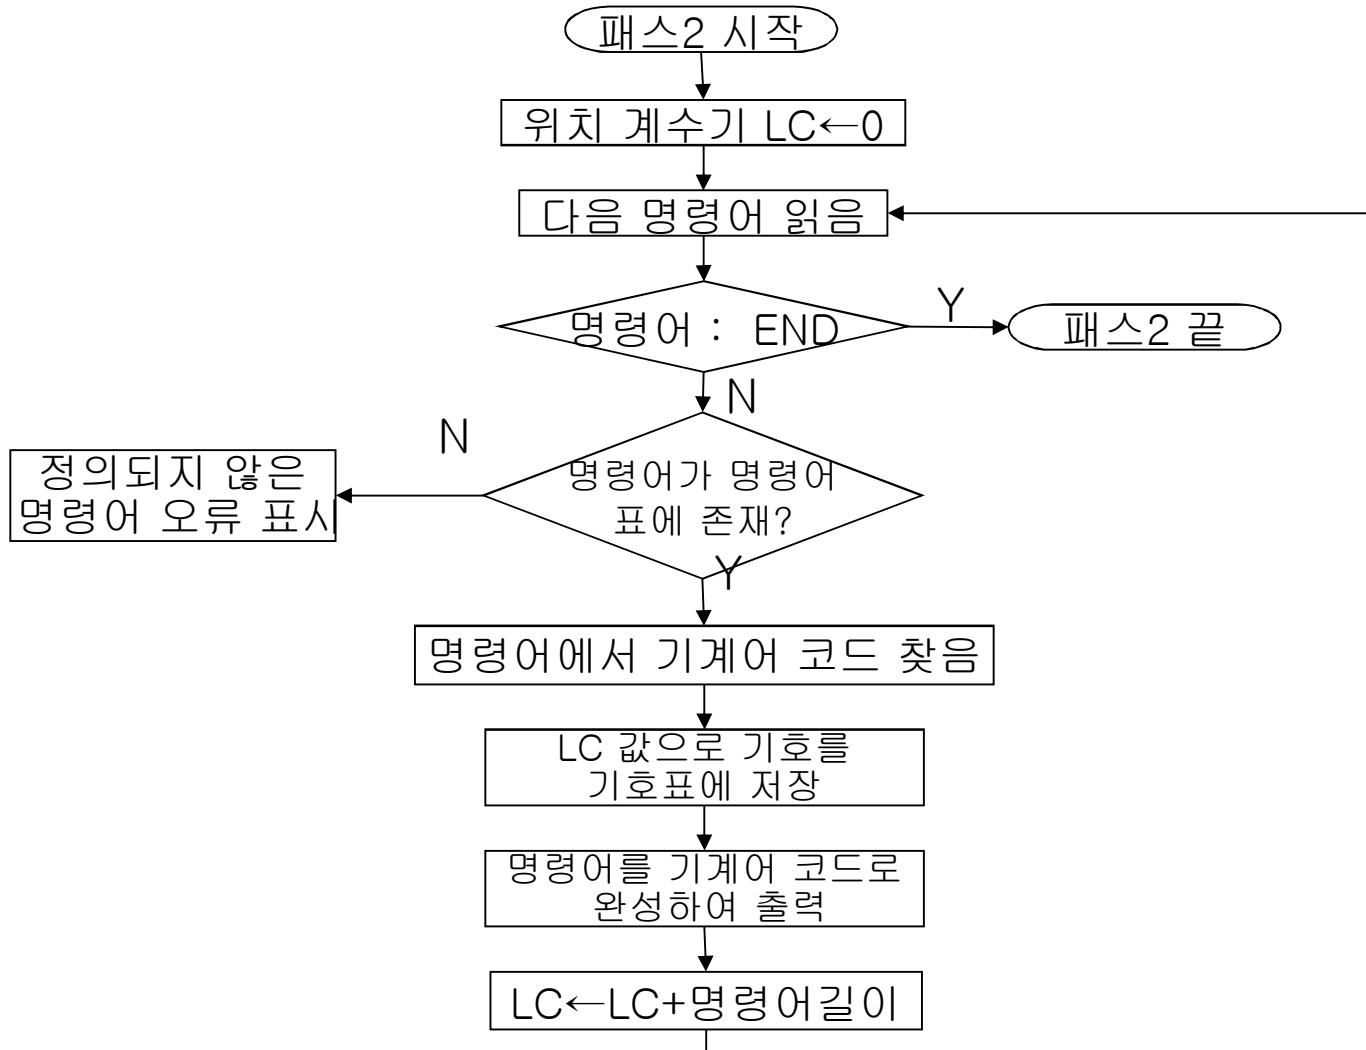 패스2 시작
위치 계수기 LC←0
다음 명령어 읽음
명령어 : END
Y
패스2 끝
N
N
정의되지 않은
명령어 오류 표시
명령어가 명령어
표에 존재?
Y
명령어에서 기계어 코드 찾음
LC 값으로 기호를
기호표에 저장
명령어를 기계어 코드로
완성하여 출력
LC←LC+명령어길이